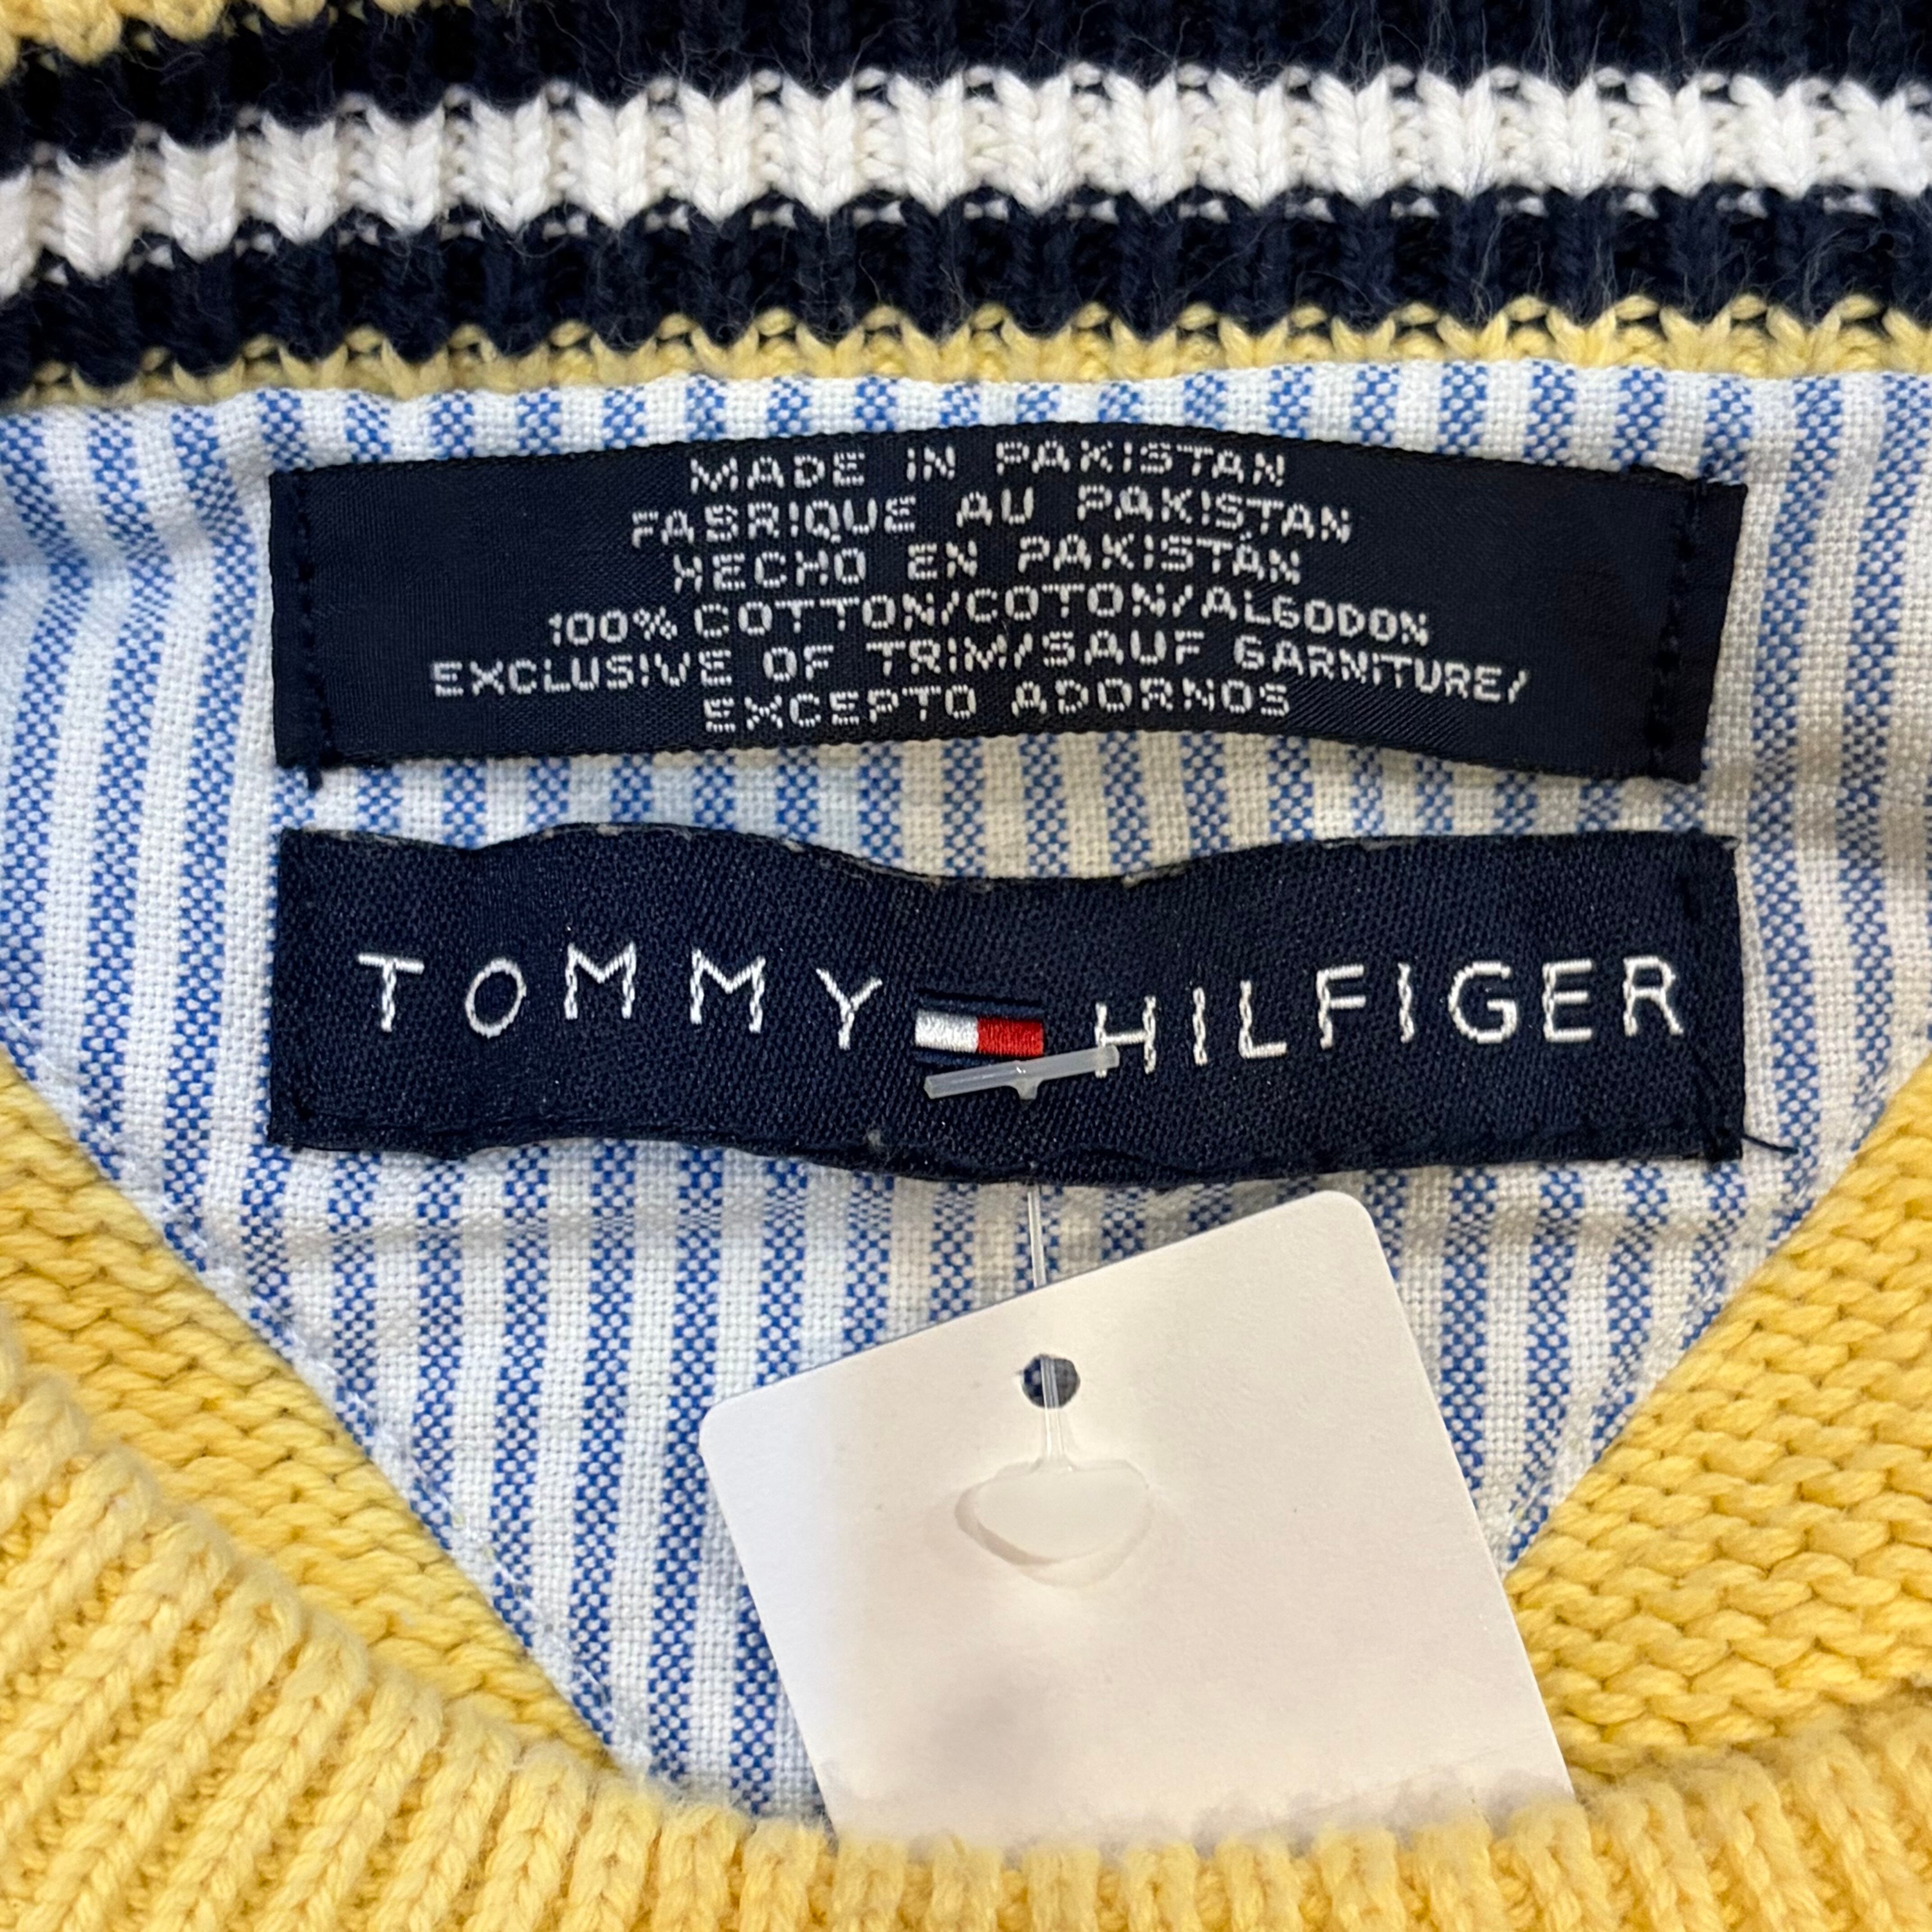 MADE IN PAKISTAN
FABRIQUE AU PAKISTAN
HECHO EN PAKISTÁN
100% COTTON/COTON/ALGODON
EXCLUSIVE OF TRIM/SAUF GARNITURE/
EXCEPTO ADORNOS
TOMMY HILFIGER